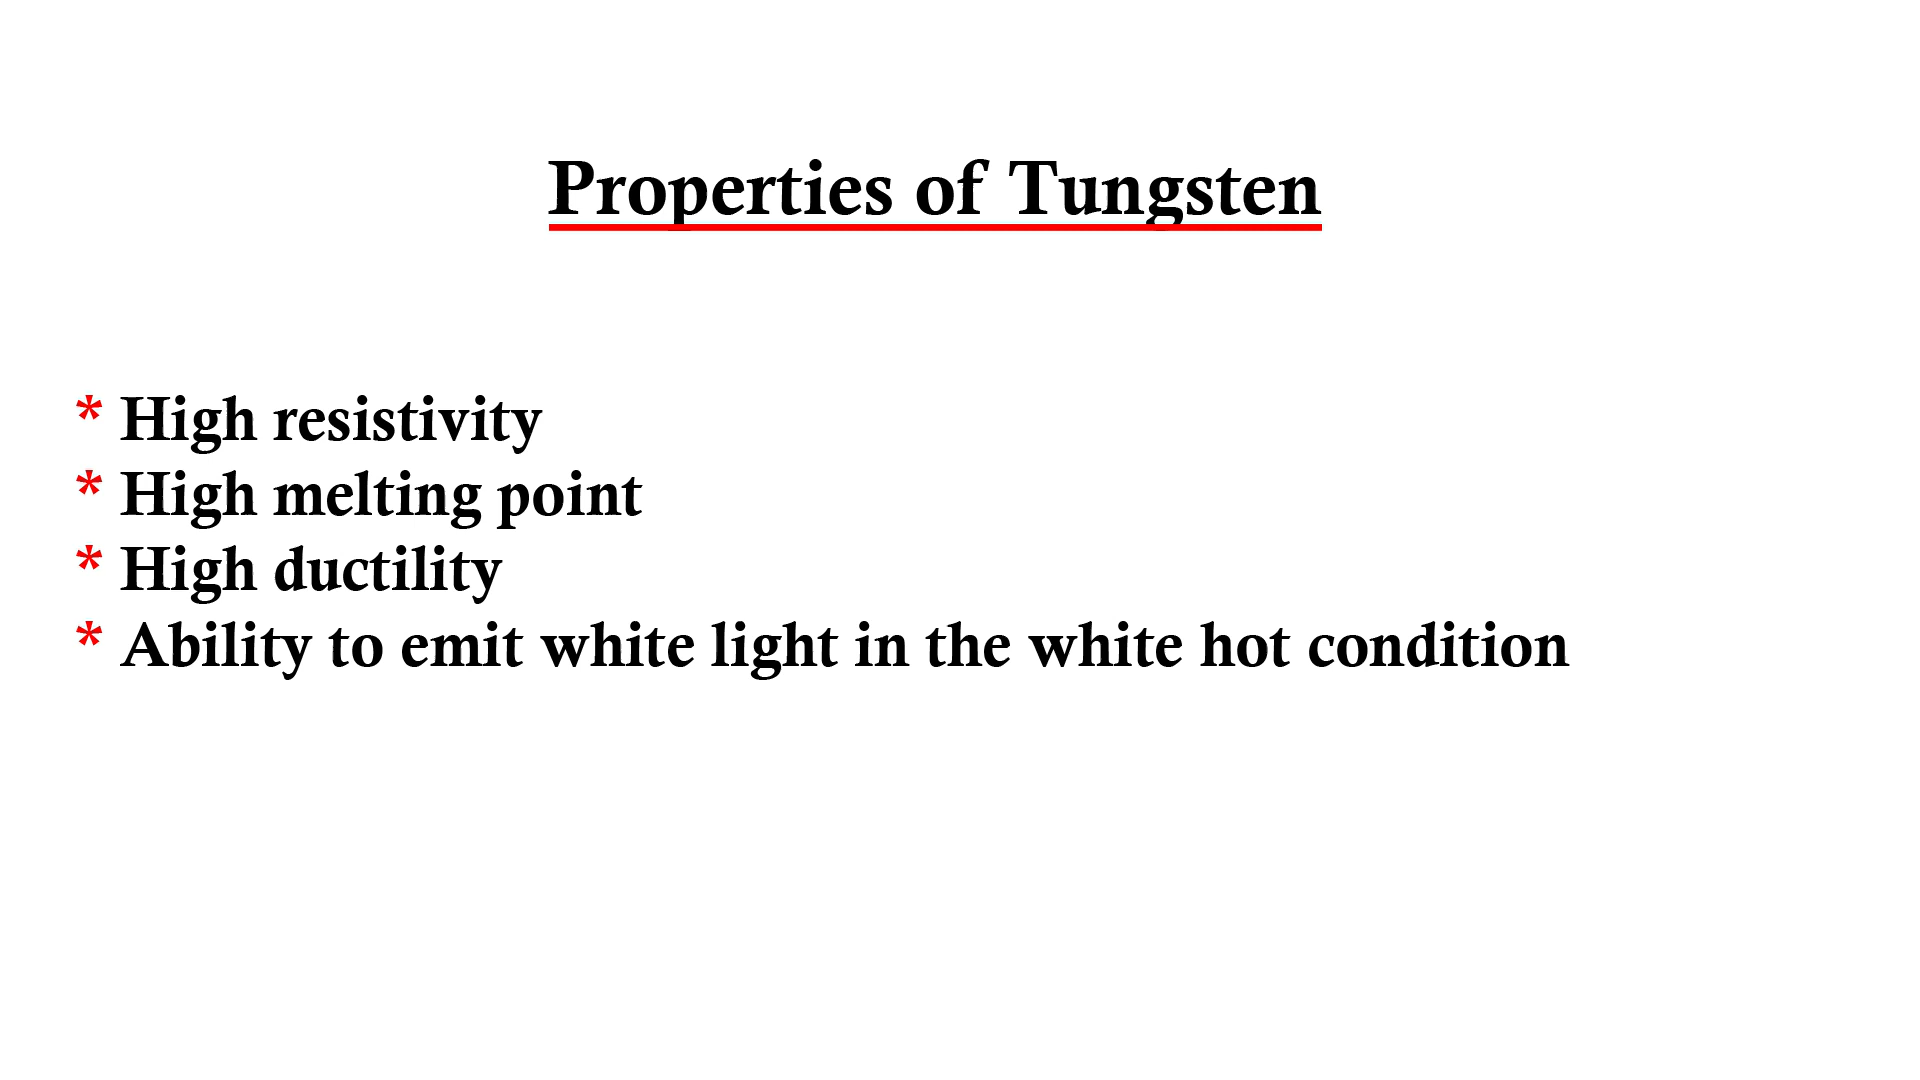 Properties of Tungsten
* High resistivity
* High melting point
* High ductility
* Ability to emit white light in the white hot condition